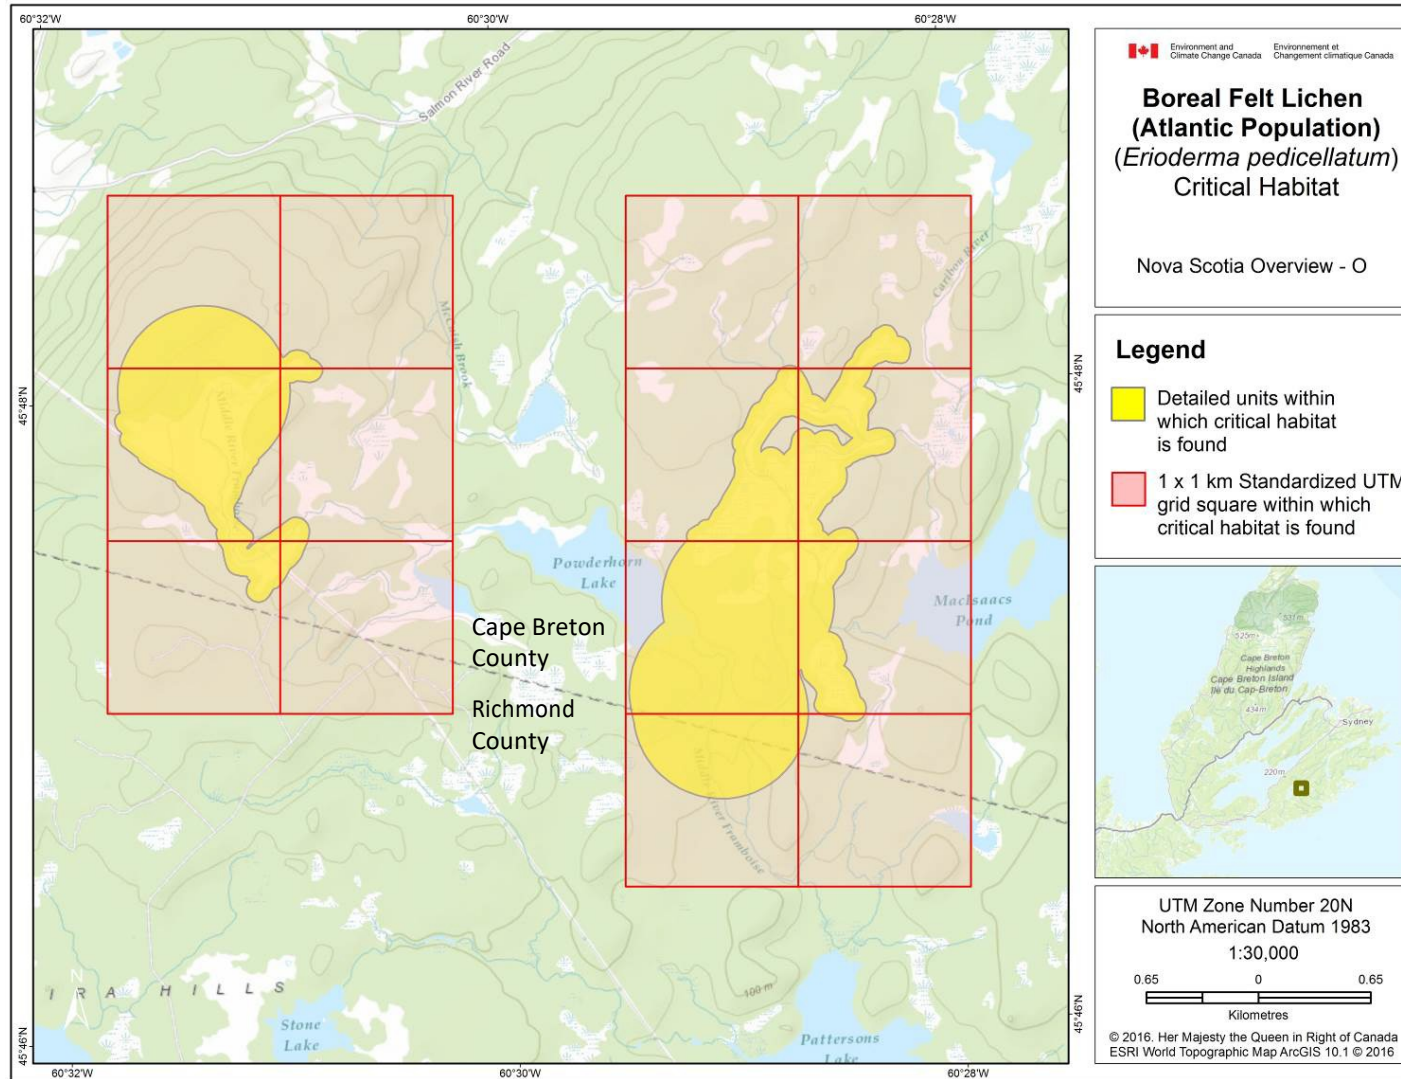 60°32'W
60°30'W
60°28'W
Salmon River Road
Caribou River
McCuish Brook
45°48'N
45°48'N
Middle River Framboise
Powderhorn
Lake
MacIsaacs
Pond
Cape Breton
County
Richmond
County
Middle River Framboise
100 m
N
I R A H I L L S
Stone
Lake
Pattersons
Lake
45°46'N
45°46'N
60°32'W
60°30'W
60°28'W
Environment and
Climate Change Canada
Environnement et
Changement climatique Canada
Boreal Felt Lichen
(Atlantic Population)
(Erioderma pedicellatum)
Critical Habitat
Nova Scotia Overview - O
Legend
Detailed units within
which critical habitat
is found
1 x 1 km Standardized UTM
grid square within which
critical habitat is found
531m
525m
Cape Breton
Highlands
Cape Breton Island
Île du Cap-Breton
434m
Sydney
220m
UTM Zone Number 20N
North American Datum 1983
1:30,000
0.65 0 0.65
Kilometres
© 2016. Her Majesty the Queen in Right of Canada
ESRI World Topographic Map ArcGIS 10.1 © 2016